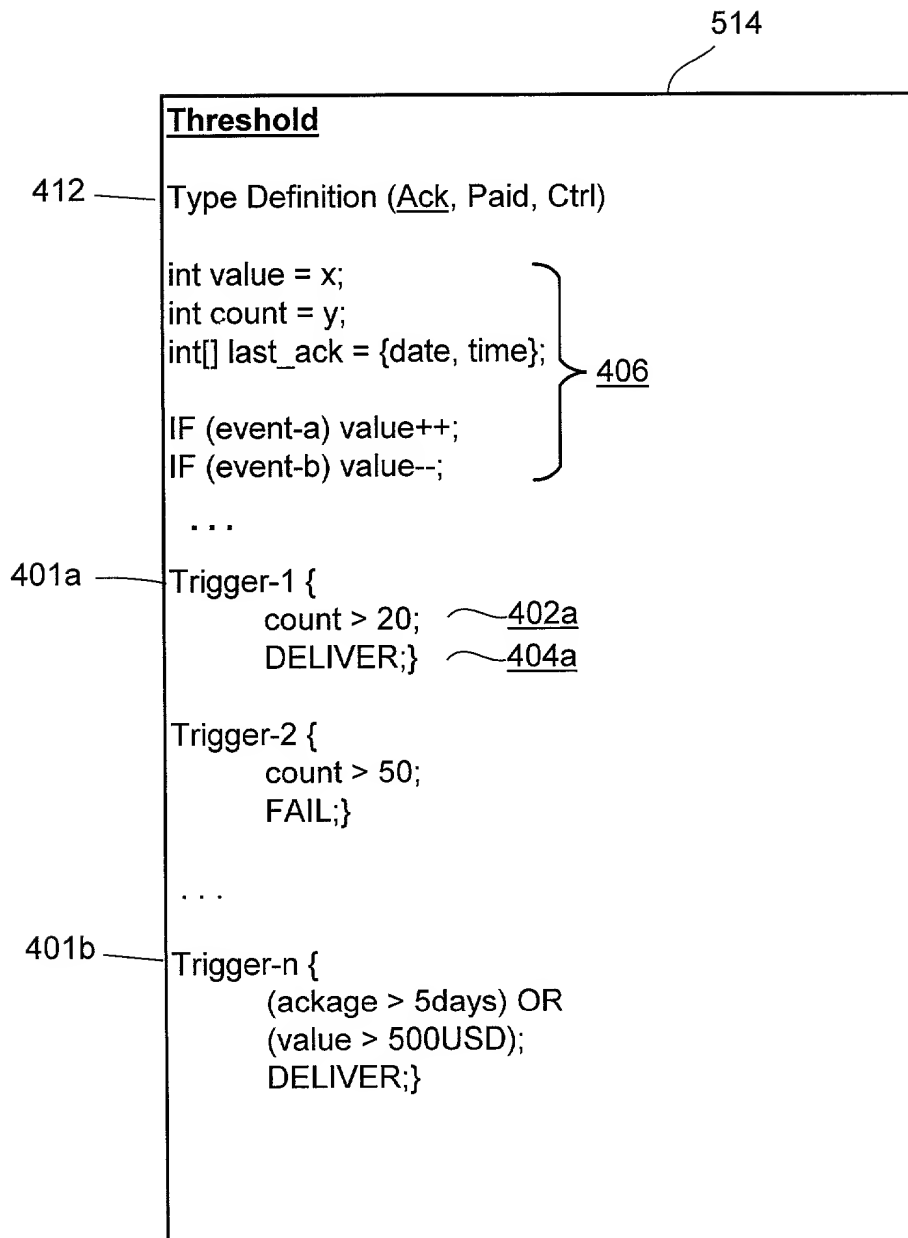 514
Threshold
412 Type Definition (Ack, Paid, Ctrl)
int value = x;
int count = y;
int[] last_ack = {date, time};
406
IF (event-a) value++;
IF (event-b) value--;
...
401a Trigger-1 {
count > 20; 402a
DELIVER;} 404a
Trigger-2 {
count > 50;
FAIL;}
...
401b Trigger-n {
(ackage > 5days) OR
(value > 500USD);
DELIVER;}